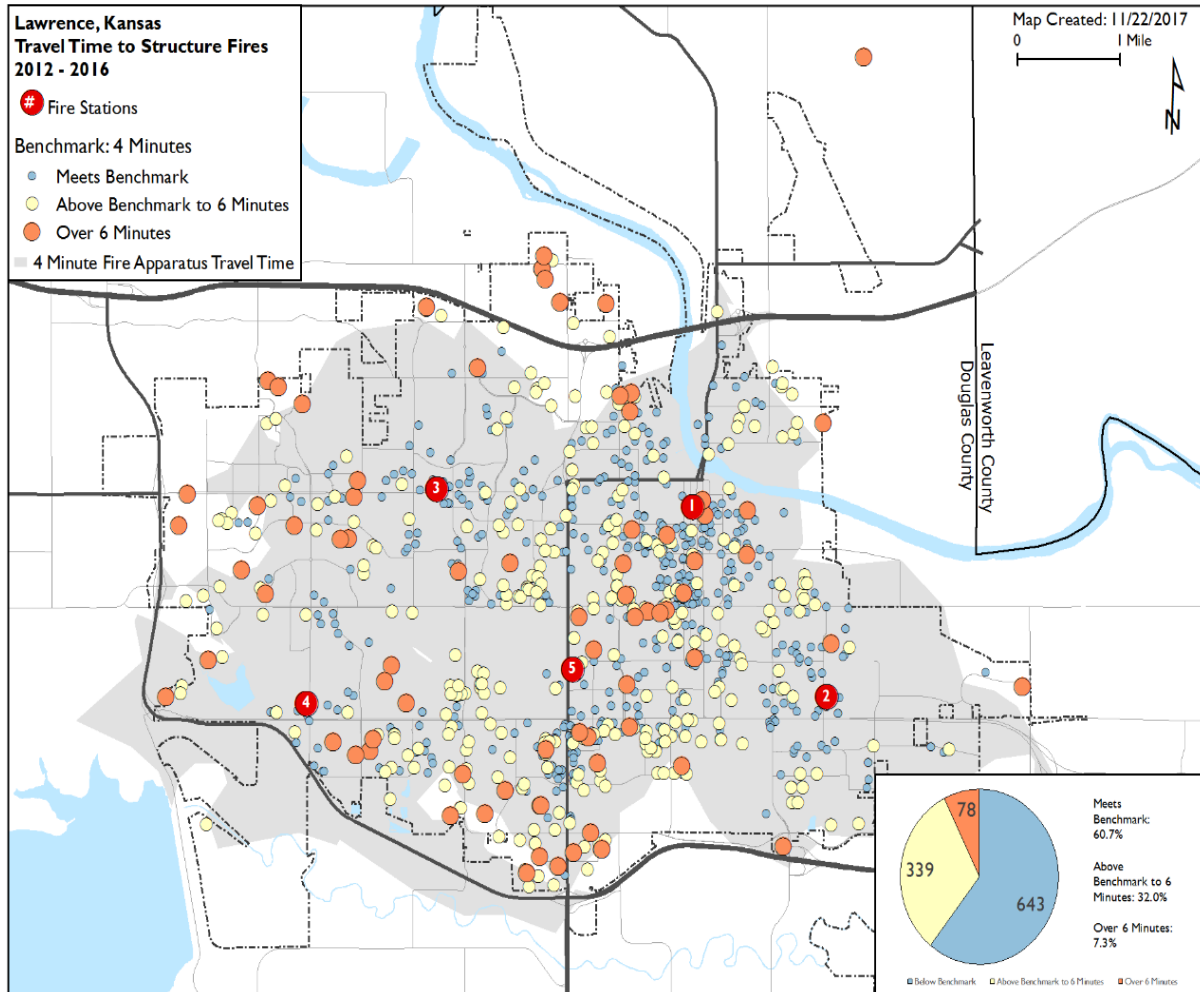 Lawrence, Kansas
Travel Time to Structure Fires
2012 - 2016
# Fire Stations
Benchmark: 4 Minutes
Meets Benchmark
Above Benchmark to 6 Minutes
Over 6 Minutes
4 Minute Fire Apparatus Travel Time
Map Created: 11/22/2017
0 1 Mile
N
Leavenworth County
Douglas County
3
1
5
4
2
78
339
643
Meets
Benchmark:
60.7%
Above
Benchmark to 6
Minutes: 32.0%
Over 6 Minutes:
7.3%
Below Benchmark Above Benchmark to 6 Minutes Over 6 Minutes